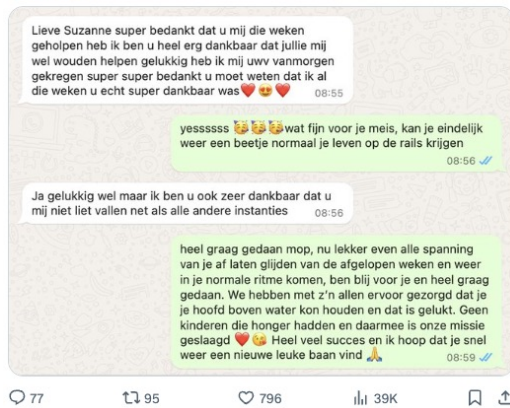 Lieve Suzanne super bedankt dat u mij die weken
geholpen heb ik ben u heel erg dankbaar dat jullie mij
wel wouden helpen gelukkig heb ik mij uwv vanmorgen
gekregen super super bedankt u moet weten dat ik al
die weken u echt super dankbaar was❤️😍❤️ 08:55
yessssss 🥳🥳🥳wat fijn voor je meis, kan je eindelijk
weer een beetje normaal je leven op de rails krijgen
08:56
Ja gelukkig wel maar ik ben u ook zeer dankbaar dat u
mij niet liet vallen net als alle andere instanties 08:56
heel graag gedaan mop, nu lekker even alle spanning
van je af laten glijden van de afgelopen weken en weer
in je normale ritme komen, ben blij voor je en heel graag
gedaan. We hebben met z'n allen ervoor gezorgd dat je
je hoofd boven water kon houden en dat is gelukt. Geen
kinderen die honger hadden en daarmee is onze missie
geslaagd ❤️😘 Heel veel succes en ik hoop dat je snel
weer een nieuwe leuke baan vind 🙏 08:59
77 95 796 39K